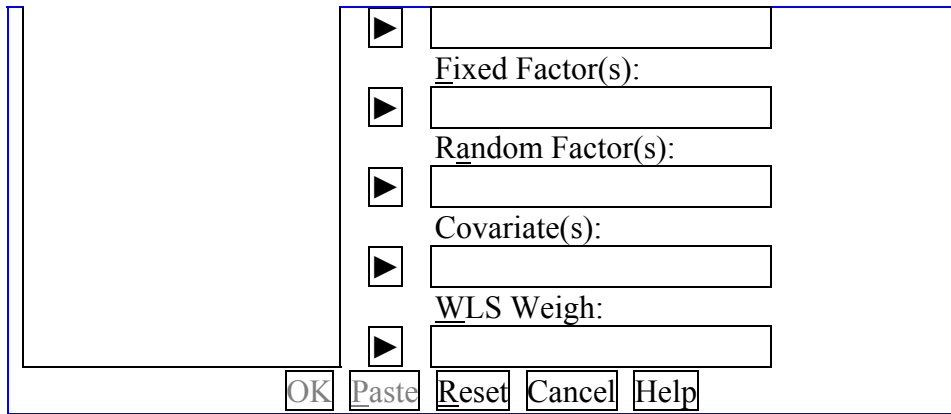 Fixed Factor(s):
Random Factor(s):
Covariate(s):
WLS Weigh:
OK Paste Reset Cancel Help